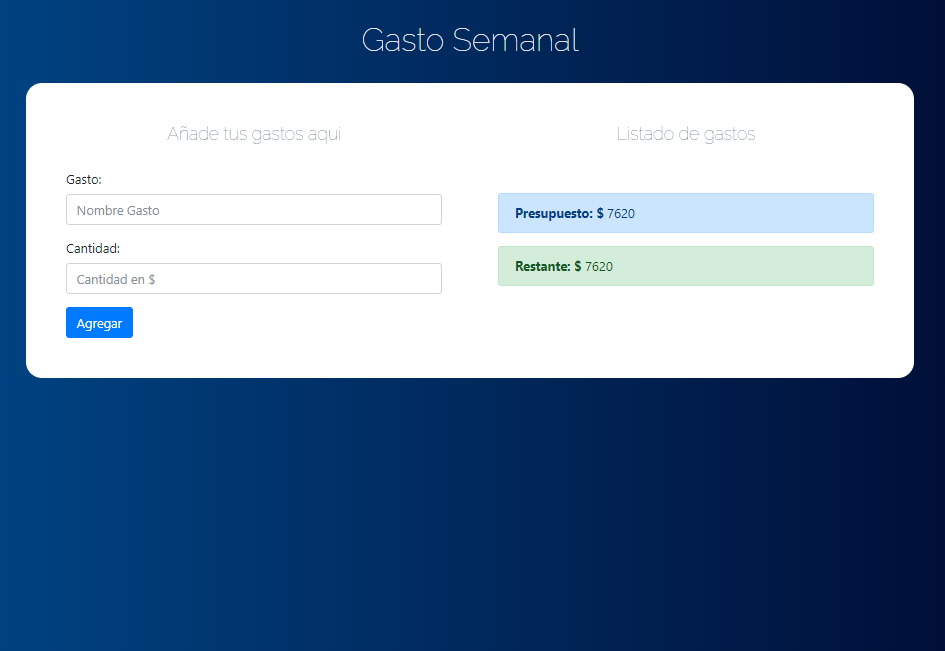 Gasto Semanal
Añade tus gastos aqui
Gasto:
Nombre Gasto
Cantidad:
Cantidad en $
Agregar
Listado de gastos
Presupuesto: $ 7620
Restante: $ 7620